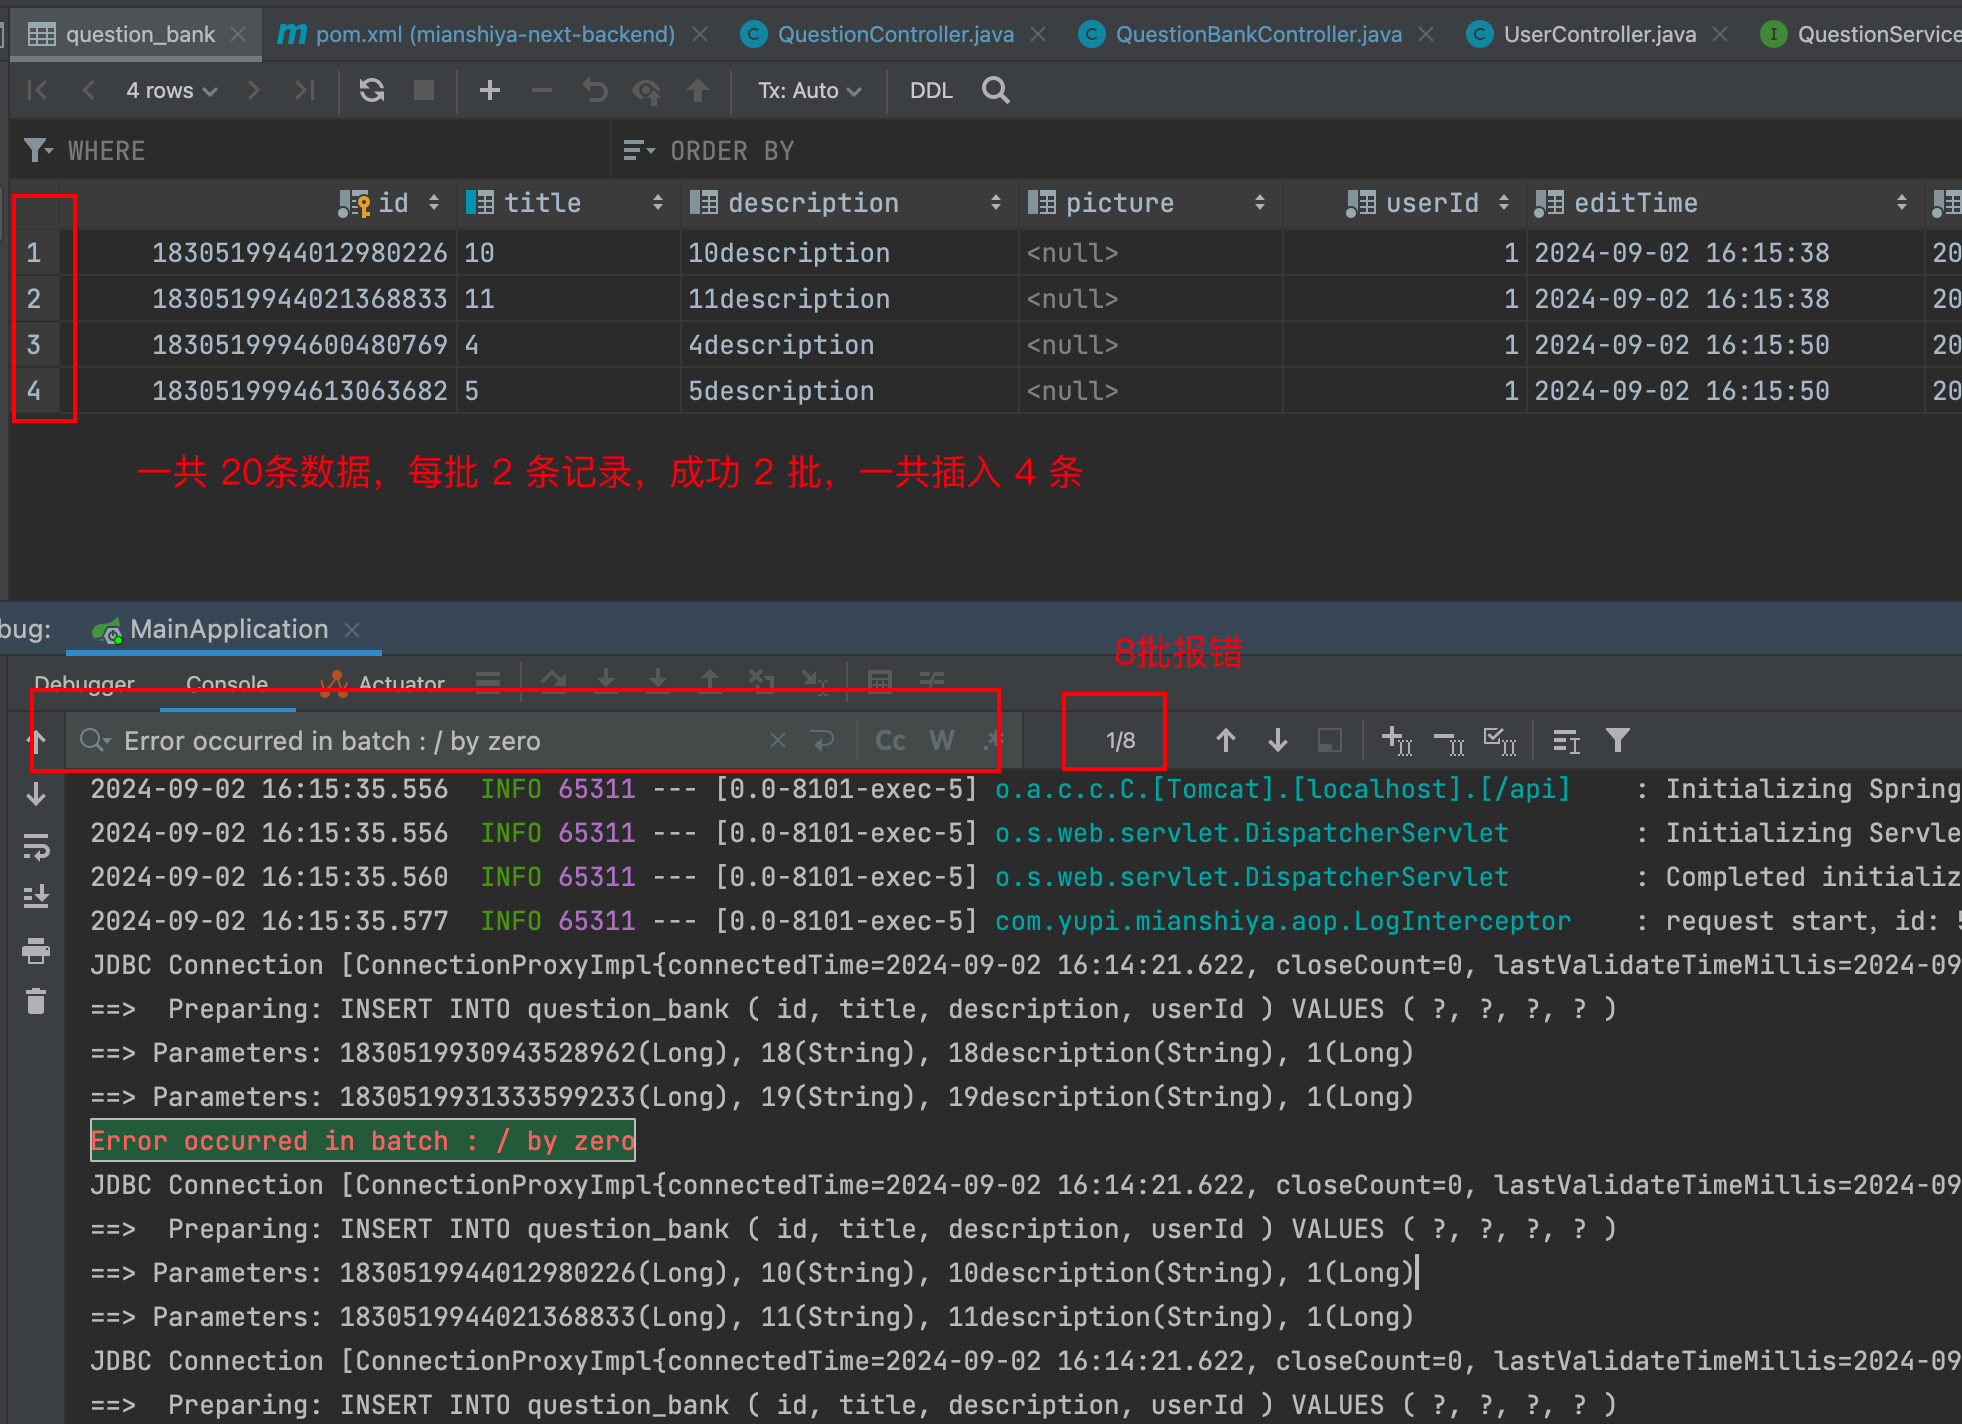 question_bank pom.xml (mianshiya-next-backend) QuestionController.java QuestionBankController.java UserController.java QuestionService
4 rows Tx: Auto DDL
WHERE ORDER BY
id title description picture userId editTime
1 1830519944012980226 10 10description <null> 1 2024-09-02 16:15:38 20
2 1830519944021368833 11 11description <null> 1 2024-09-02 16:15:38 20
3 1830519994600480769 4 4description <null> 1 2024-09-02 16:15:50 20
4 1830519994613063682 5 5description <null> 1 2024-09-02 16:15:50 20
一共 20条数据，每批 2 条记录，成功 2 批，一共插入 4 条
bug: MainApplication
8批报错
Debugger Console Actuator
Error occurred in batch : / by zero Cc W .* 1/8
2024-09-02 16:15:35.556 INFO 65311 --- [0.0-8101-exec-5] o.a.c.c.C.[Tomcat].[localhost].[/api] : Initializing Spring
2024-09-02 16:15:35.556 INFO 65311 --- [0.0-8101-exec-5] o.s.web.servlet.DispatcherServlet : Initializing Servle
2024-09-02 16:15:35.560 INFO 65311 --- [0.0-8101-exec-5] o.s.web.servlet.DispatcherServlet : Completed initializ
2024-09-02 16:15:35.577 INFO 65311 --- [0.0-8101-exec-5] com.yupi.mianshiya.aop.LogInterceptor : request start, id: 5
JDBC Connection [ConnectionProxyImpl{connectedTime=2024-09-02 16:14:21.622, closeCount=0, lastValidateTimeMillis=2024-09
==> Preparing: INSERT INTO question_bank ( id, title, description, userId ) VALUES ( ?, ?, ?, ? )
==> Parameters: 1830519930943528962(Long), 18(String), 18description(String), 1(Long)
==> Parameters: 1830519931333599233(Long), 19(String), 19description(String), 1(Long)
Error occurred in batch : / by zero
JDBC Connection [ConnectionProxyImpl{connectedTime=2024-09-02 16:14:21.622, closeCount=0, lastValidateTimeMillis=2024-09
==> Preparing: INSERT INTO question_bank ( id, title, description, userId ) VALUES ( ?, ?, ?, ? )
==> Parameters: 1830519944012980226(Long), 10(String), 10description(String), 1(Long)
==> Parameters: 1830519944021368833(Long), 11(String), 11description(String), 1(Long)
JDBC Connection [ConnectionProxyImpl{connectedTime=2024-09-02 16:14:21.622, closeCount=0, lastValidateTimeMillis=2024-09
==> Preparing: INSERT INTO question_bank ( id, title, description, userId ) VALUES ( ?, ?, ?, ? )